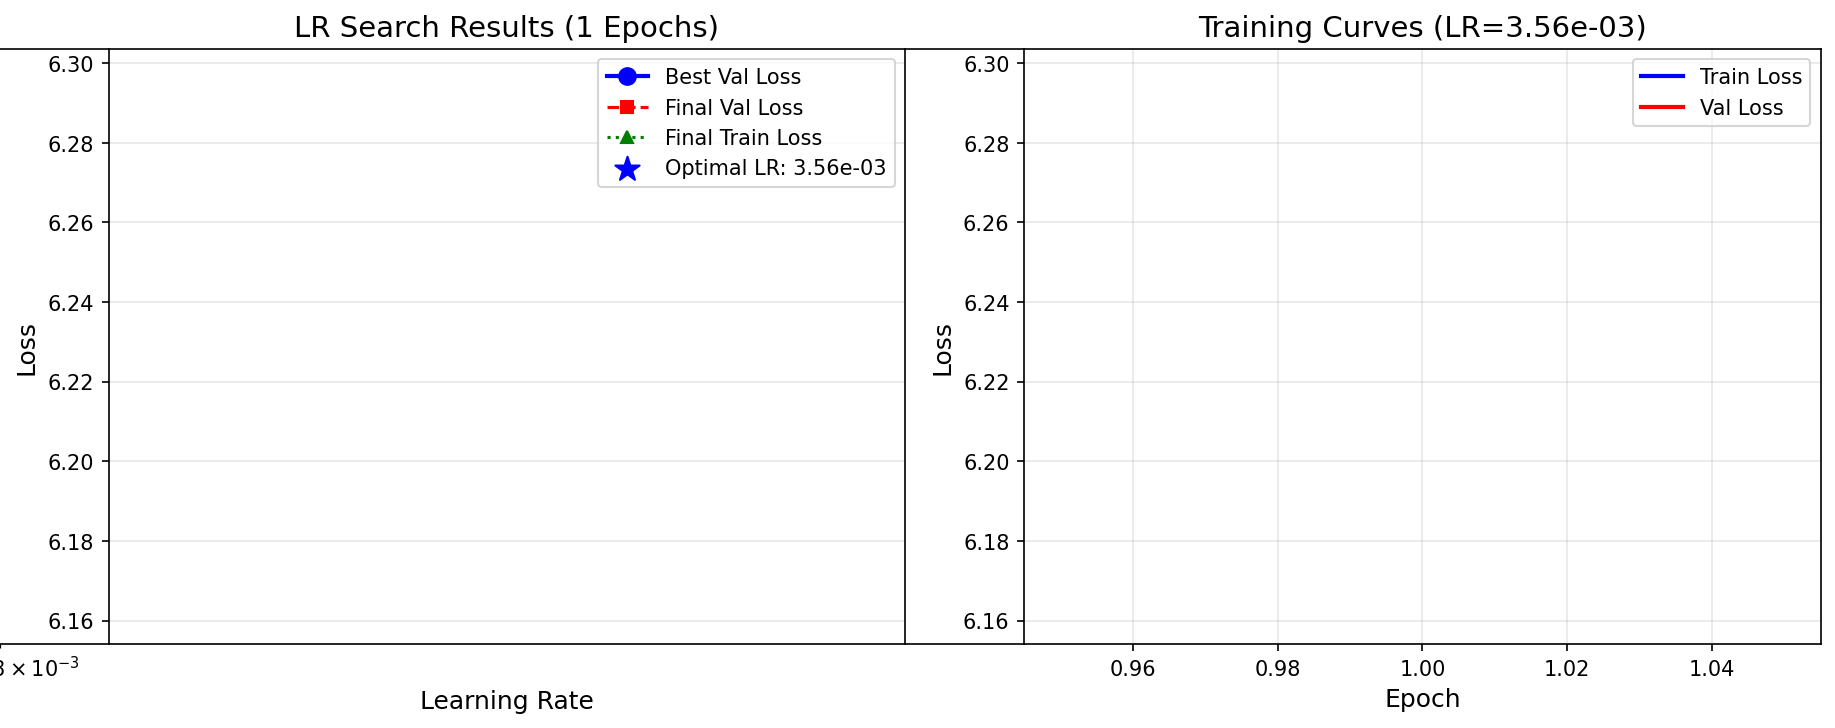 LR Search Results (1 Epochs)
6.30
6.28
6.26
6.24
6.22
6.20
6.18
6.16
Loss
Best Val Loss
Final Val Loss
Final Train Loss
Optimal LR: 3.56e-03
× 10⁻³
Learning Rate
Training Curves (LR=3.56e-03)
6.30
6.28
6.26
6.24
6.22
6.20
6.18
6.16
Loss
Train Loss
Val Loss
0.96 0.98 1.00 1.02 1.04
Epoch